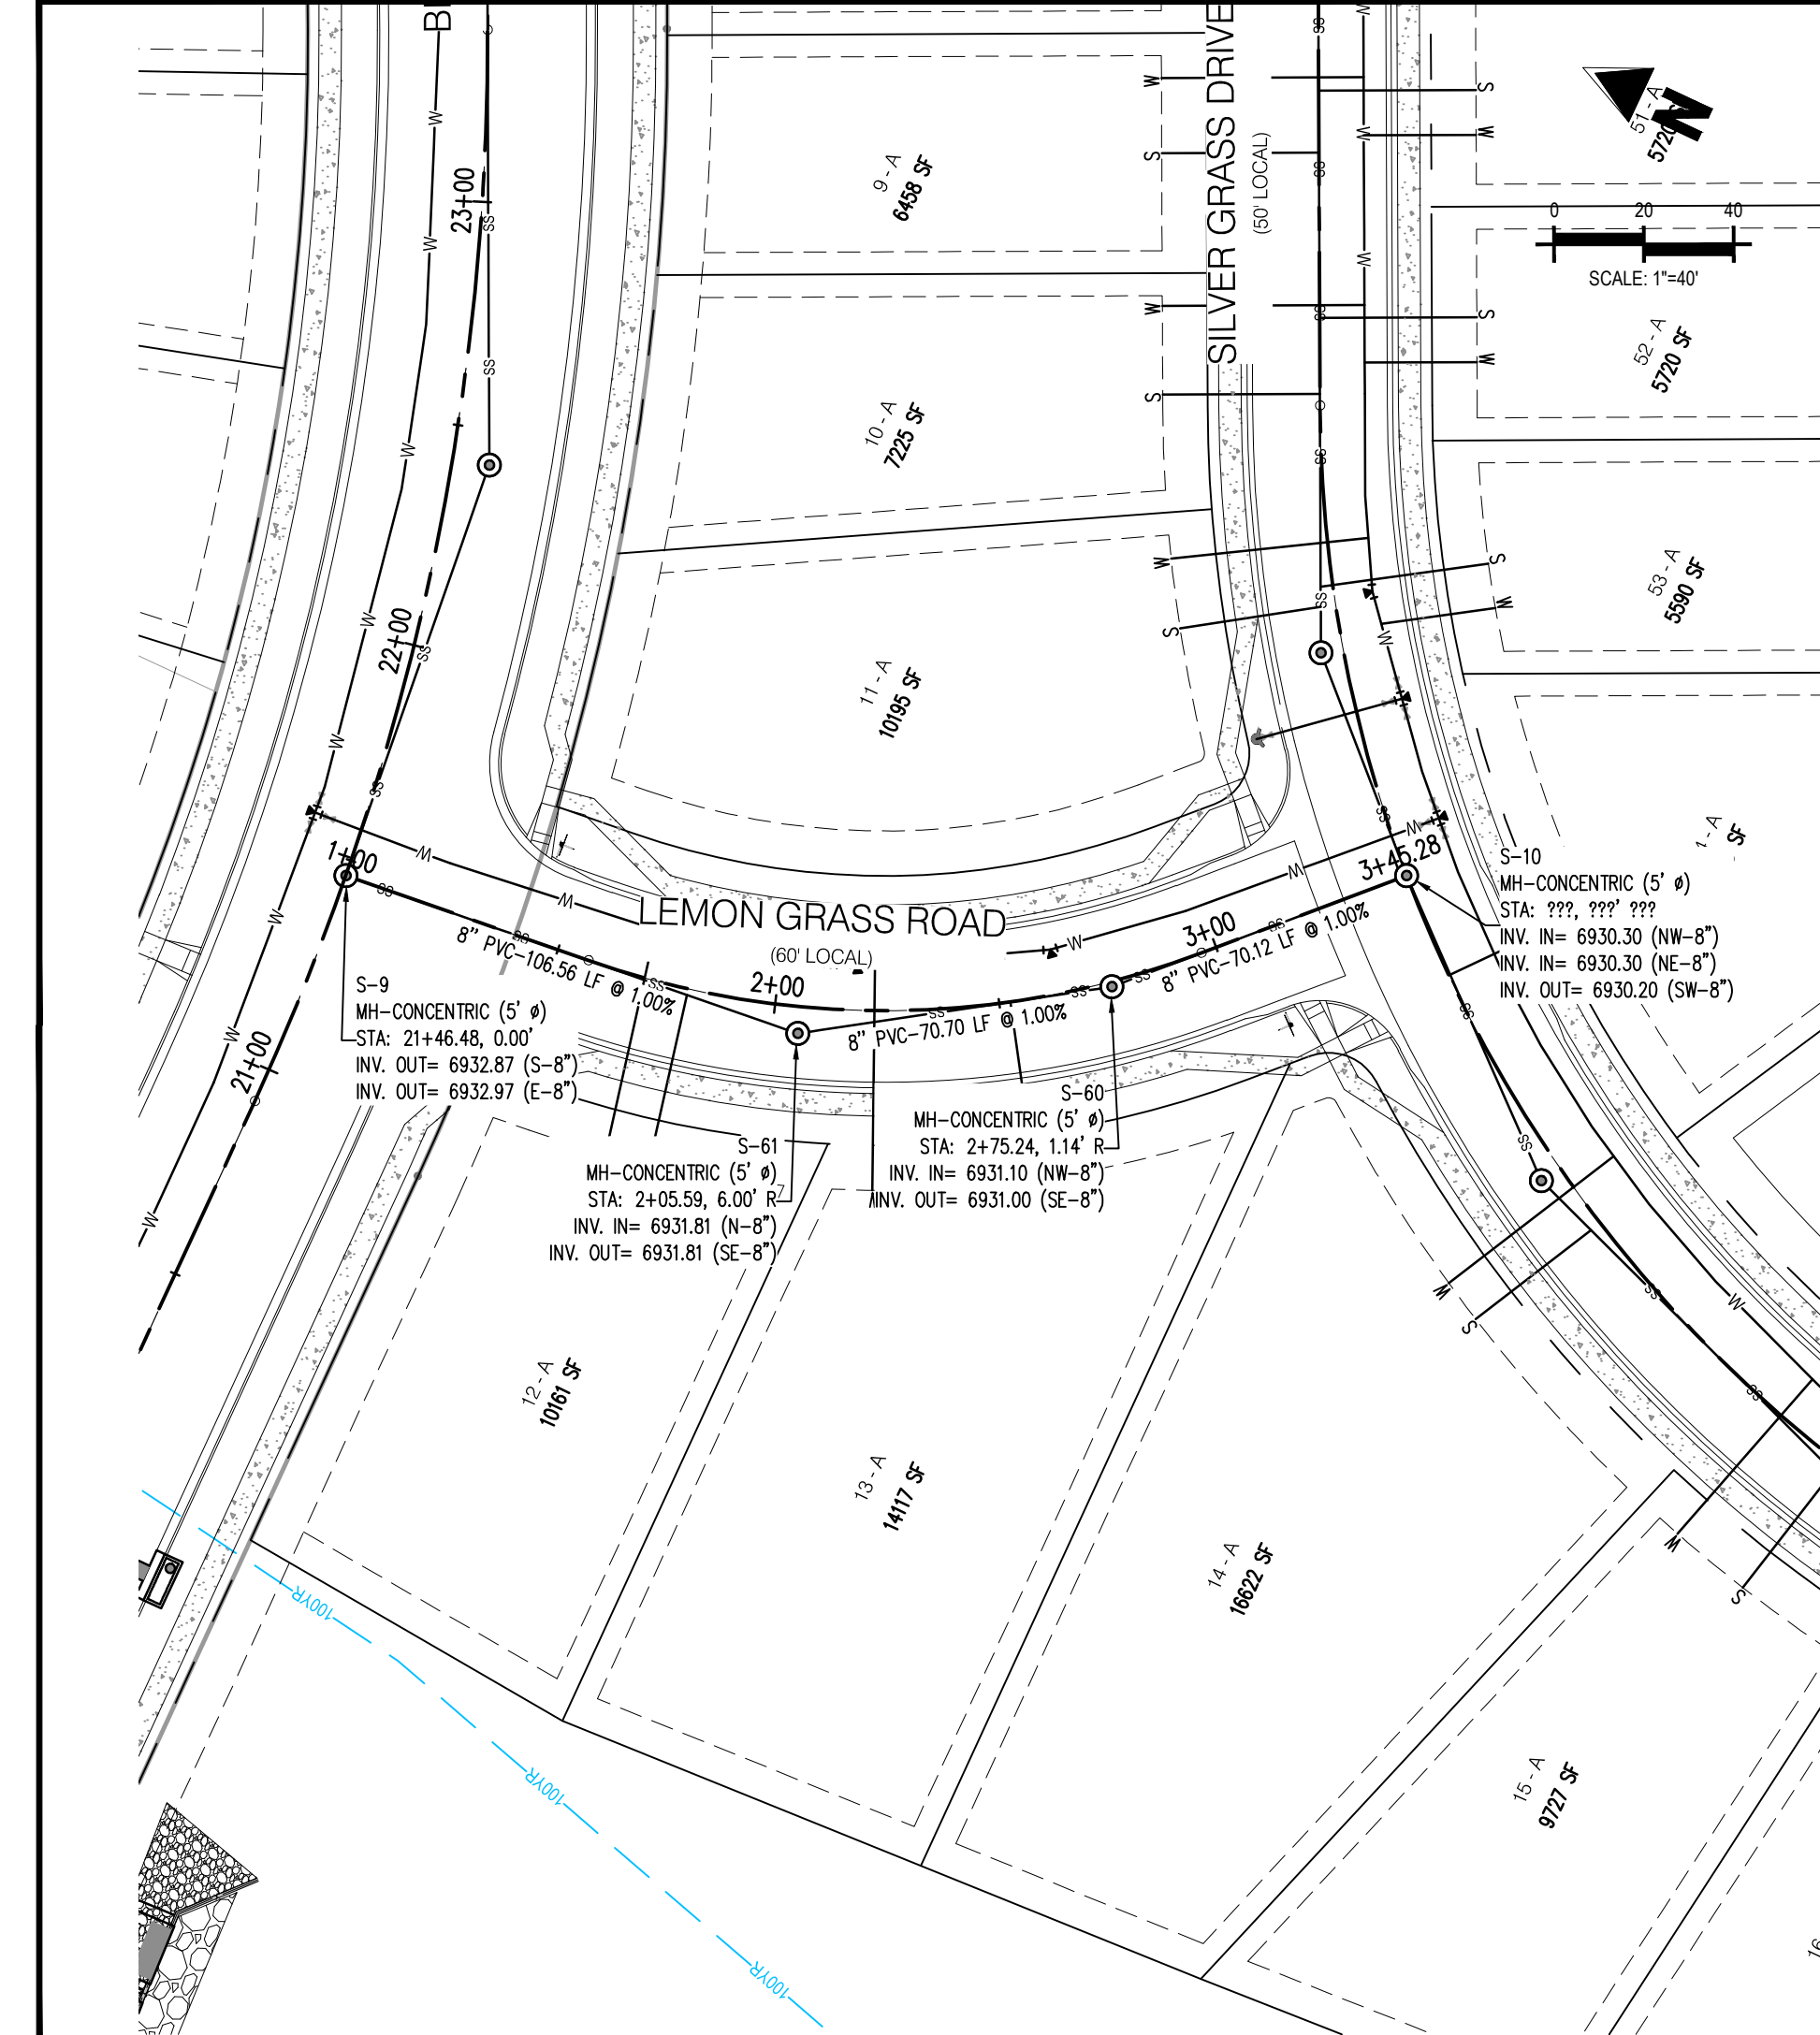 SILVER GRASS DRIVE
(50' LOCAL)
N
51 - A
0 20 40
SCALE: 1"=40'
9 - A
6458 SF
10 - A
7225 SF
11 - A
10195 SF
52 - A
5720 SF
53 - A
5590 SF
23+00
22+00
21+00
1+00
2+00
3+00
3+45.28
LEMON GRASS ROAD
(60' LOCAL)
8" PVC-106.56 LF @ 1.00%
8" PVC-70.70 LF @ 1.00%
8" PVC-70.12 LF @ 1.00%
S-9
MH-CONCENTRIC (5' ø)
STA: 21+46.48, 0.00'
INV. OUT= 6932.87 (S-8")
INV. OUT= 6932.97 (E-8")
S-61
MH-CONCENTRIC (5' ø)
STA: 2+05.59, 6.00' R
INV. IN= 6931.81 (N-8")
INV. OUT= 6931.81 (SE-8")
S-60
MH-CONCENTRIC (5' ø)
STA: 2+75.24, 1.14' R
INV. IN= 6931.10 (NW-8")
INV. OUT= 6931.00 (SE-8")
S-10
MH-CONCENTRIC (5' ø)
STA: ???, ???' ???
INV. IN= 6930.30 (NW-8")
INV. IN= 6930.30 (NE-8")
INV. OUT= 6930.20 (SW-8")
SF
12 - A
10161 SF
13 - A
14117 SF
14 - A
16622 SF
15 - A
9727 SF
100YR
100YR
100YR
W
S
SS